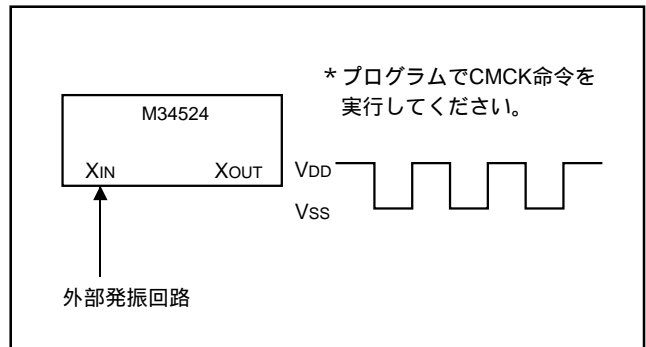 * プログラムでCMCK命令を
実行してください。
M34524
XIN XOUT
VDD
VSS
外部発振回路